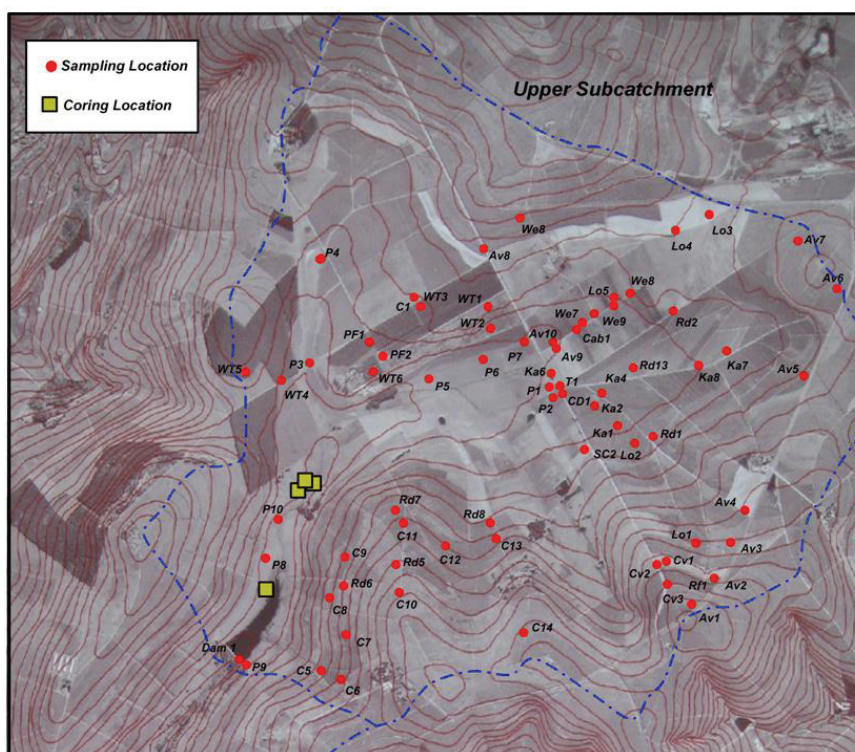 Sampling Location
Coring Location
Upper Subcatchment
We8
Lo3
Lo4
Av7
Av8
P4
Av6
WT3
C1
WT1
Lo5
We8
We7
We9
Rd2
WT2
Cab1
PF1
Av10
PF2
P7
Av9
P3
P6
Rd13
Ka7
WT5
WT6
Ka6
Ka8
Av5
WT4
P5
T1
Ka4
P1
CD1
P2
Ka2
Ka1
Rd1
SC2
Lo2
Rd7
Av4
P10
Rd8
C11
C13
Lo1
Av3
C12
C9
P8
Rd5
Cv1
Cv2
Rd6
Rf1
Av2
C8
C10
Cv3
Av1
C7
C14
Dam 1
P9
C5
C6